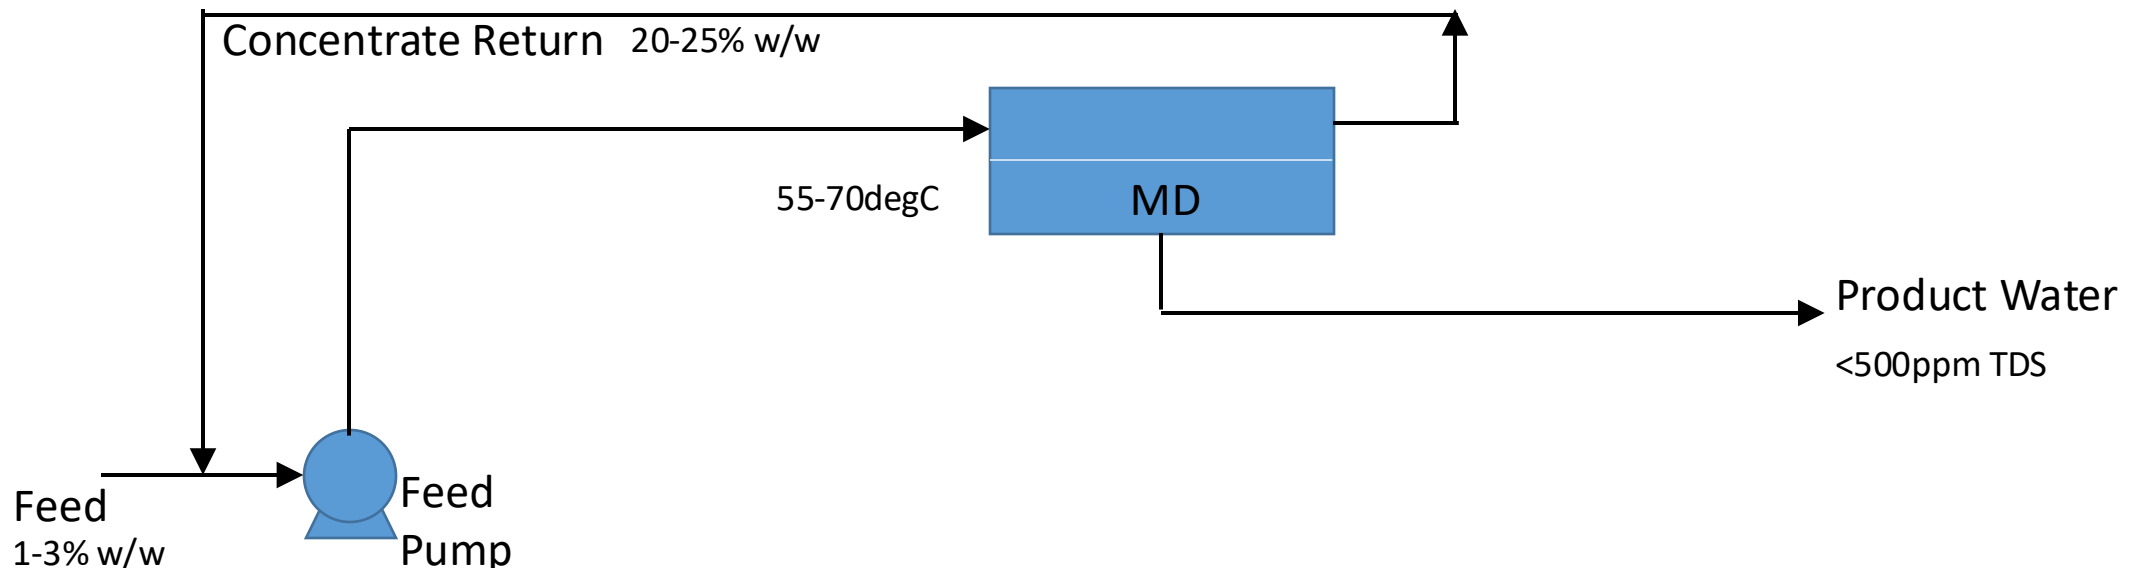 Concentrate Return 20-25% w/w
55-70degC
MD
Product Water
<500ppm TDS
Feed
1-3% w/w
Feed
Pump